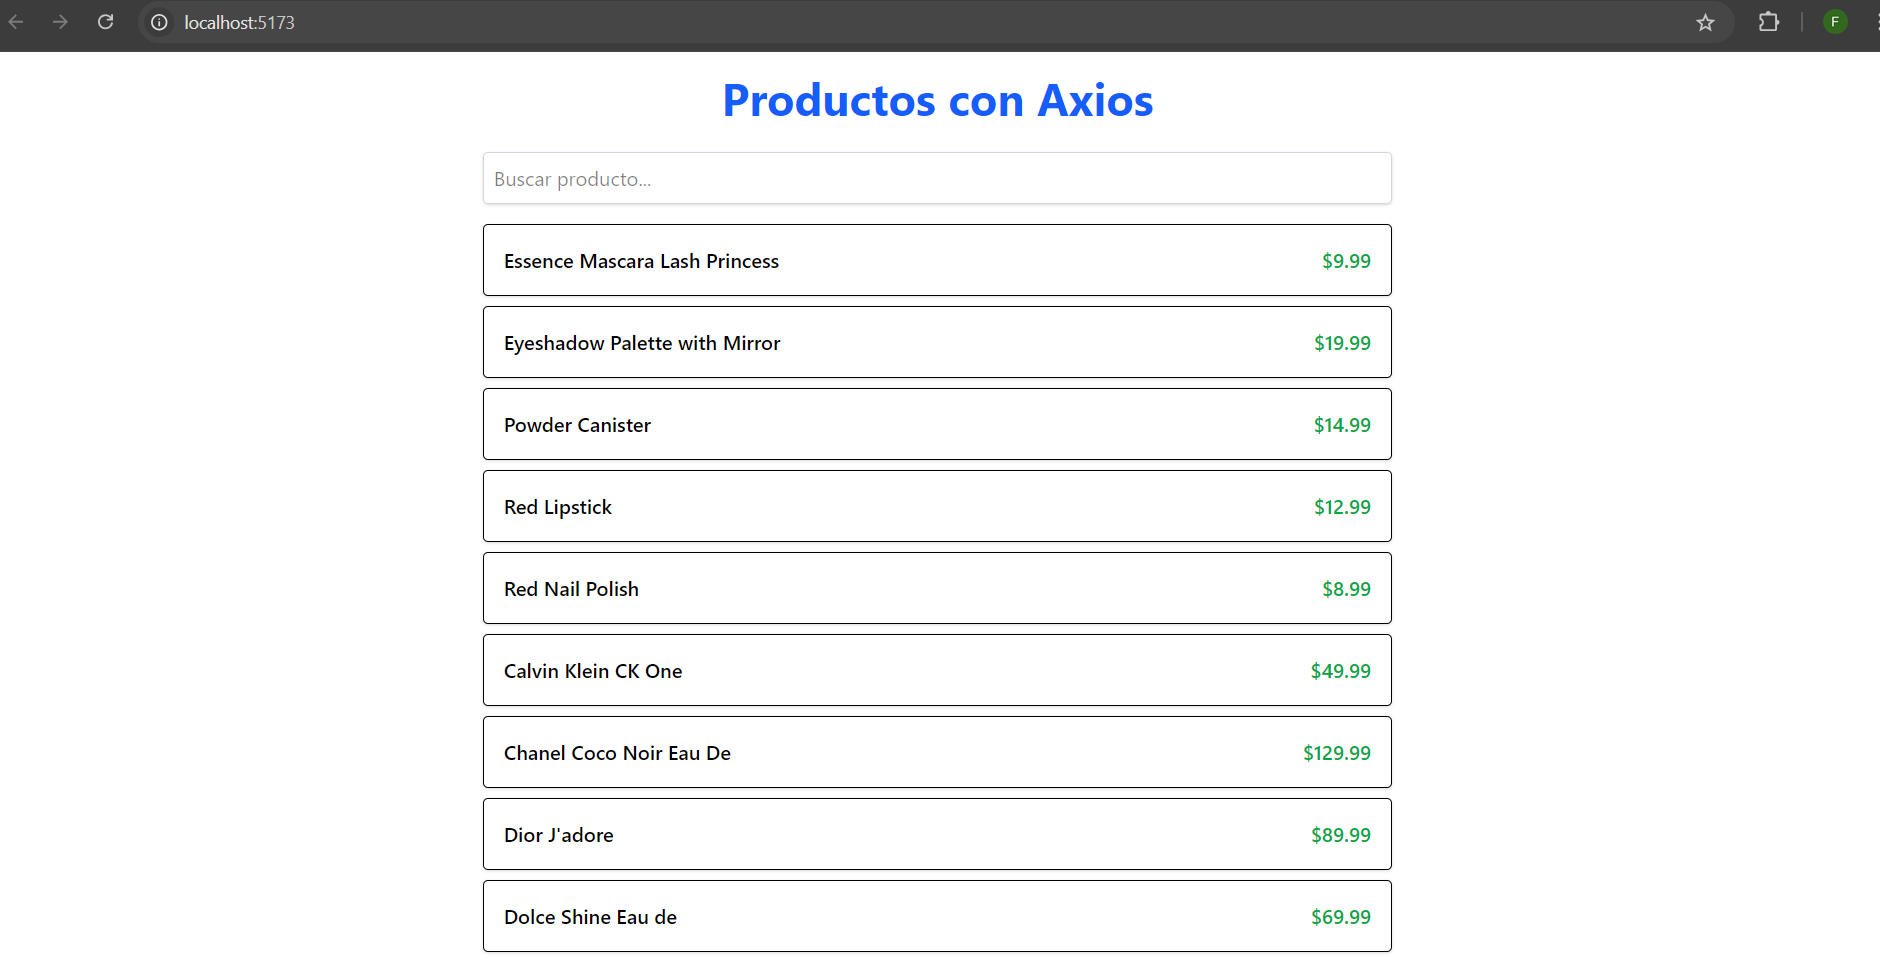 localhost:5173
F
Productos con Axios
Buscar producto...
Essence Mascara Lash Princess $9.99
Eyeshadow Palette with Mirror $19.99
Powder Canister $14.99
Red Lipstick $12.99
Red Nail Polish $8.99
Calvin Klein CK One $49.99
Chanel Coco Noir Eau De $129.99
Dior J'adore $89.99
Dolce Shine Eau de $69.99